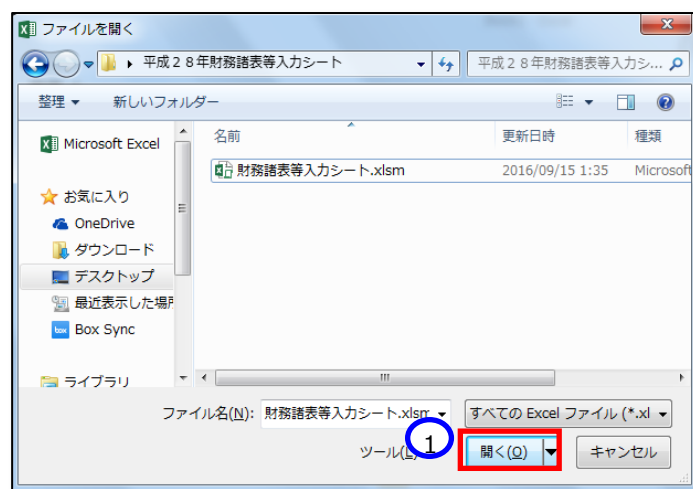 ファイルを開く
平成２８年財務諸表等入力シート
平成２８年財務諸表等入力シ...
整理 新しいフォルダー
名前 更新日時 種類
Microsoft Excel
財務諸表等入力シート.xlsm 2016/09/15 1:35 Microsoft
お気に入り
OneDrive
ダウンロード
デスクトップ
最近表示した場所
Box Sync
ライブラリ
ファイル名(N): 財務諸表等入力シート.xlsm すべての Excel ファイル (*.xl
ツール(L) 1 開く(O) キャンセル